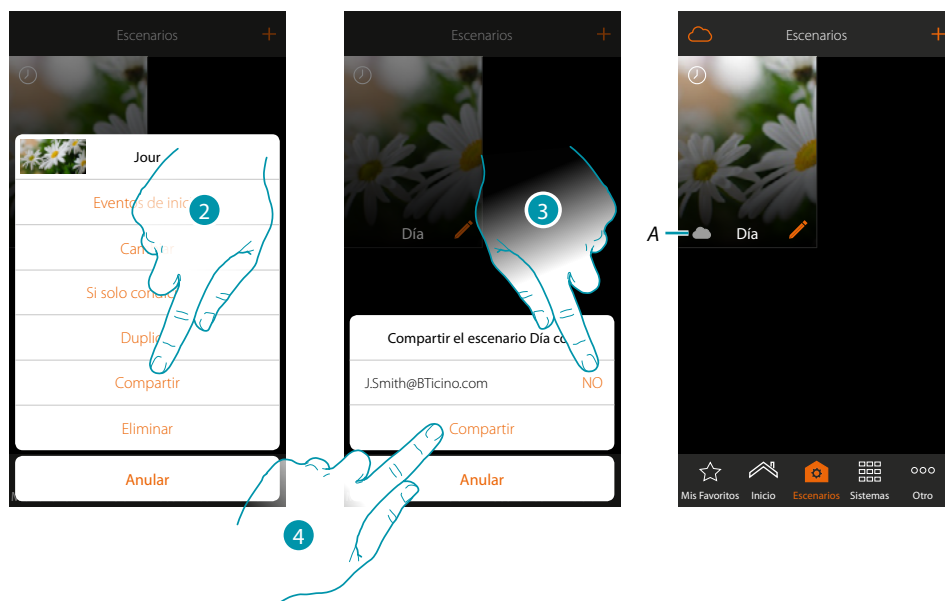 Escenarios +
Jour
Eventos de inic
2
Can
Si solo cond
Duplic
Compartir
Eliminar
Anular
Escenarios +
Día
3
Compartir el escenario Día co
J.Smith@BTicino.com NO
Compartir
Anular
4
Escenarios +
A
Día
Mis Favoritos Inicio Escenarios Sistemas Otro